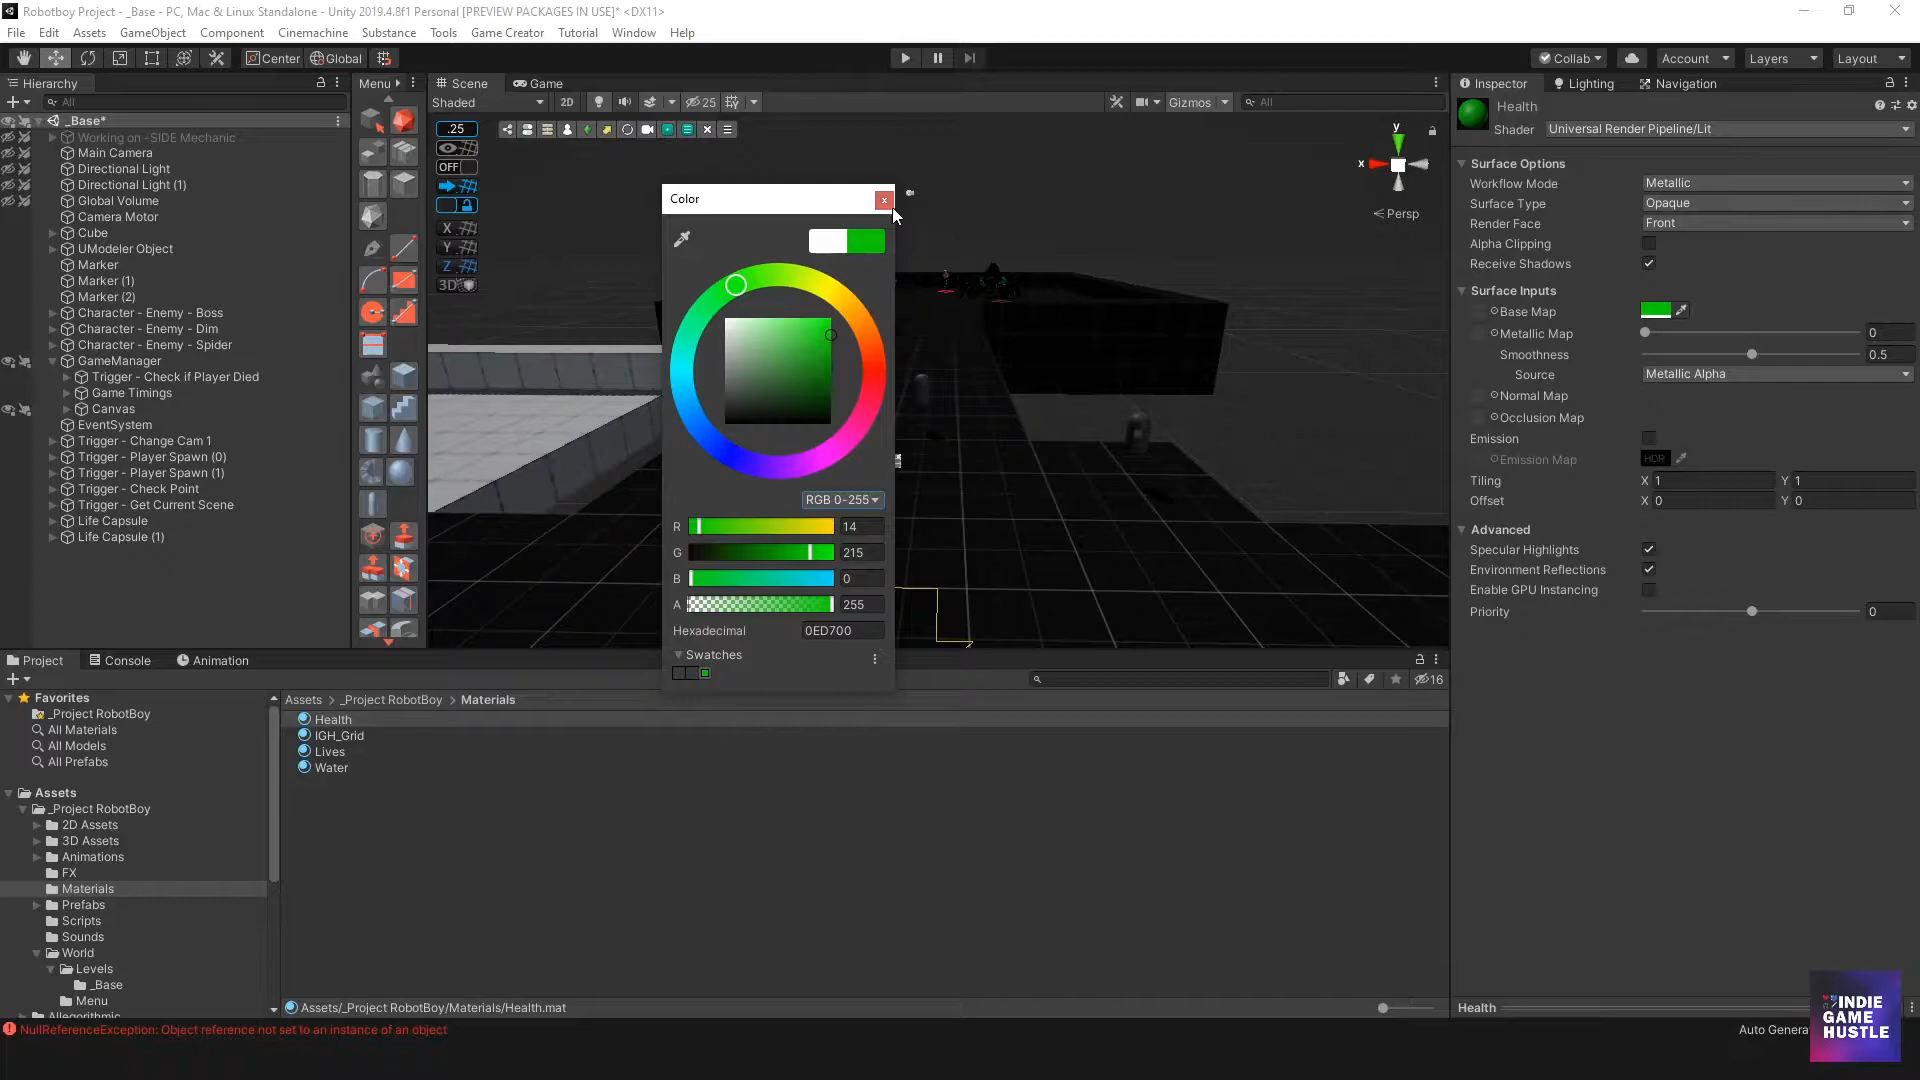 Robotboy Project - _Base - PC, Mac & Linux Standalone - Unity 2019.4.8f1 Personal [PREVIEW PACKAGES IN USE]* <DX11>
File Edit Assets GameObject Component Cinemachine Substance Tools Game Creator Tutorial Window Help
Center Global Collab Account Layers Layout
Hierarchy Menu Scene Game Inspector Lighting Navigation
All Shaded 2D 25 Gizmos All
Health
Shader Universal Render Pipeline/Lit
_Base*
Working on -SIDE Mechanic
Main Camera
Directional Light
Directional Light (1)
Global Volume
Camera Motor
Cube
UModeler Object
Marker
Marker (1)
Marker (2)
Character - Enemy - Boss
Character - Enemy - Dim
Character - Enemy - Spider
GameManager
Trigger - Check if Player Died
Game Timings
Canvas
EventSystem
Trigger - Change Cam 1
Trigger - Player Spawn (0)
Trigger - Player Spawn (1)
Trigger - Check Point
Trigger - Get Current Scene
Life Capsule
Life Capsule (1)
.25
OFF
X
Y
Z
3D
y
x
Persp
Color
x
RGB 0-255
R 14
G 215
B 0
A 255
Hexadecimal 0ED700
Swatches
Surface Options
Workflow Mode Metallic
Surface Type Opaque
Render Face Front
Alpha Clipping
Receive Shadows
Surface Inputs
Base Map
Metallic Map 0
Smoothness 0.5
Source Metallic Alpha
Normal Map
Occlusion Map
Emission
Emission Map HDR
Tiling X 1 Y 1
Offset X 0 Y 0
Advanced
Specular Highlights
Environment Reflections
Enable GPU Instancing
Priority 0
Project Console Animation
16
Favorites
_Project RobotBoy
All Materials
All Models
All Prefabs
Assets
_Project RobotBoy
2D Assets
3D Assets
Animations
FX
Materials
Prefabs
Scripts
Sounds
World
Levels
_Base
Menu
Allegorithmic
Assets > _Project RobotBoy > Materials
Health
IGH_Grid
Lives
Water
Assets/_Project RobotBoy/Materials/Health.mat
Health
NullReferenceException: Object reference not set to an instance of an object
Auto Genera
INDIE
GAME
HUSTLE